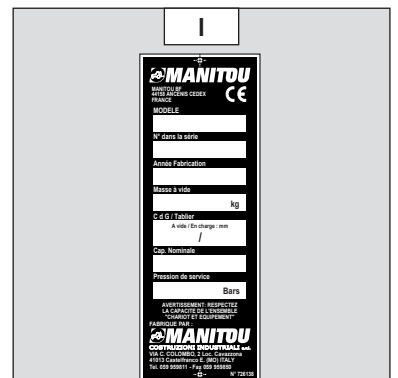 I
MANITOU
MANITOU BF
44158 ANCENIS CEDEX
FRANCE
CE
MODELE
N° dans la série
Année Fabrication
Masse à vide
kg
C d G / Tablier
A vide / En charge : mm
/
Cap. Nominale
Pression de service
Bars
AVERTISSEMENT: RESPECTEZ
LA CAPACITE DE L'ENSEMBLE
"CHARIOT ET EQUIPEMENT"
FABRIQUE PAR :
MANITOU
COSTRUZIONI INDUSTRIALI s.r.l.
VIA C. COLOMBO, 2 Loc. Cavazzona
41013 Castelfranco E. (MO) ITALY
Tel. 059 959811 - Fax 059 959850
N° 726138